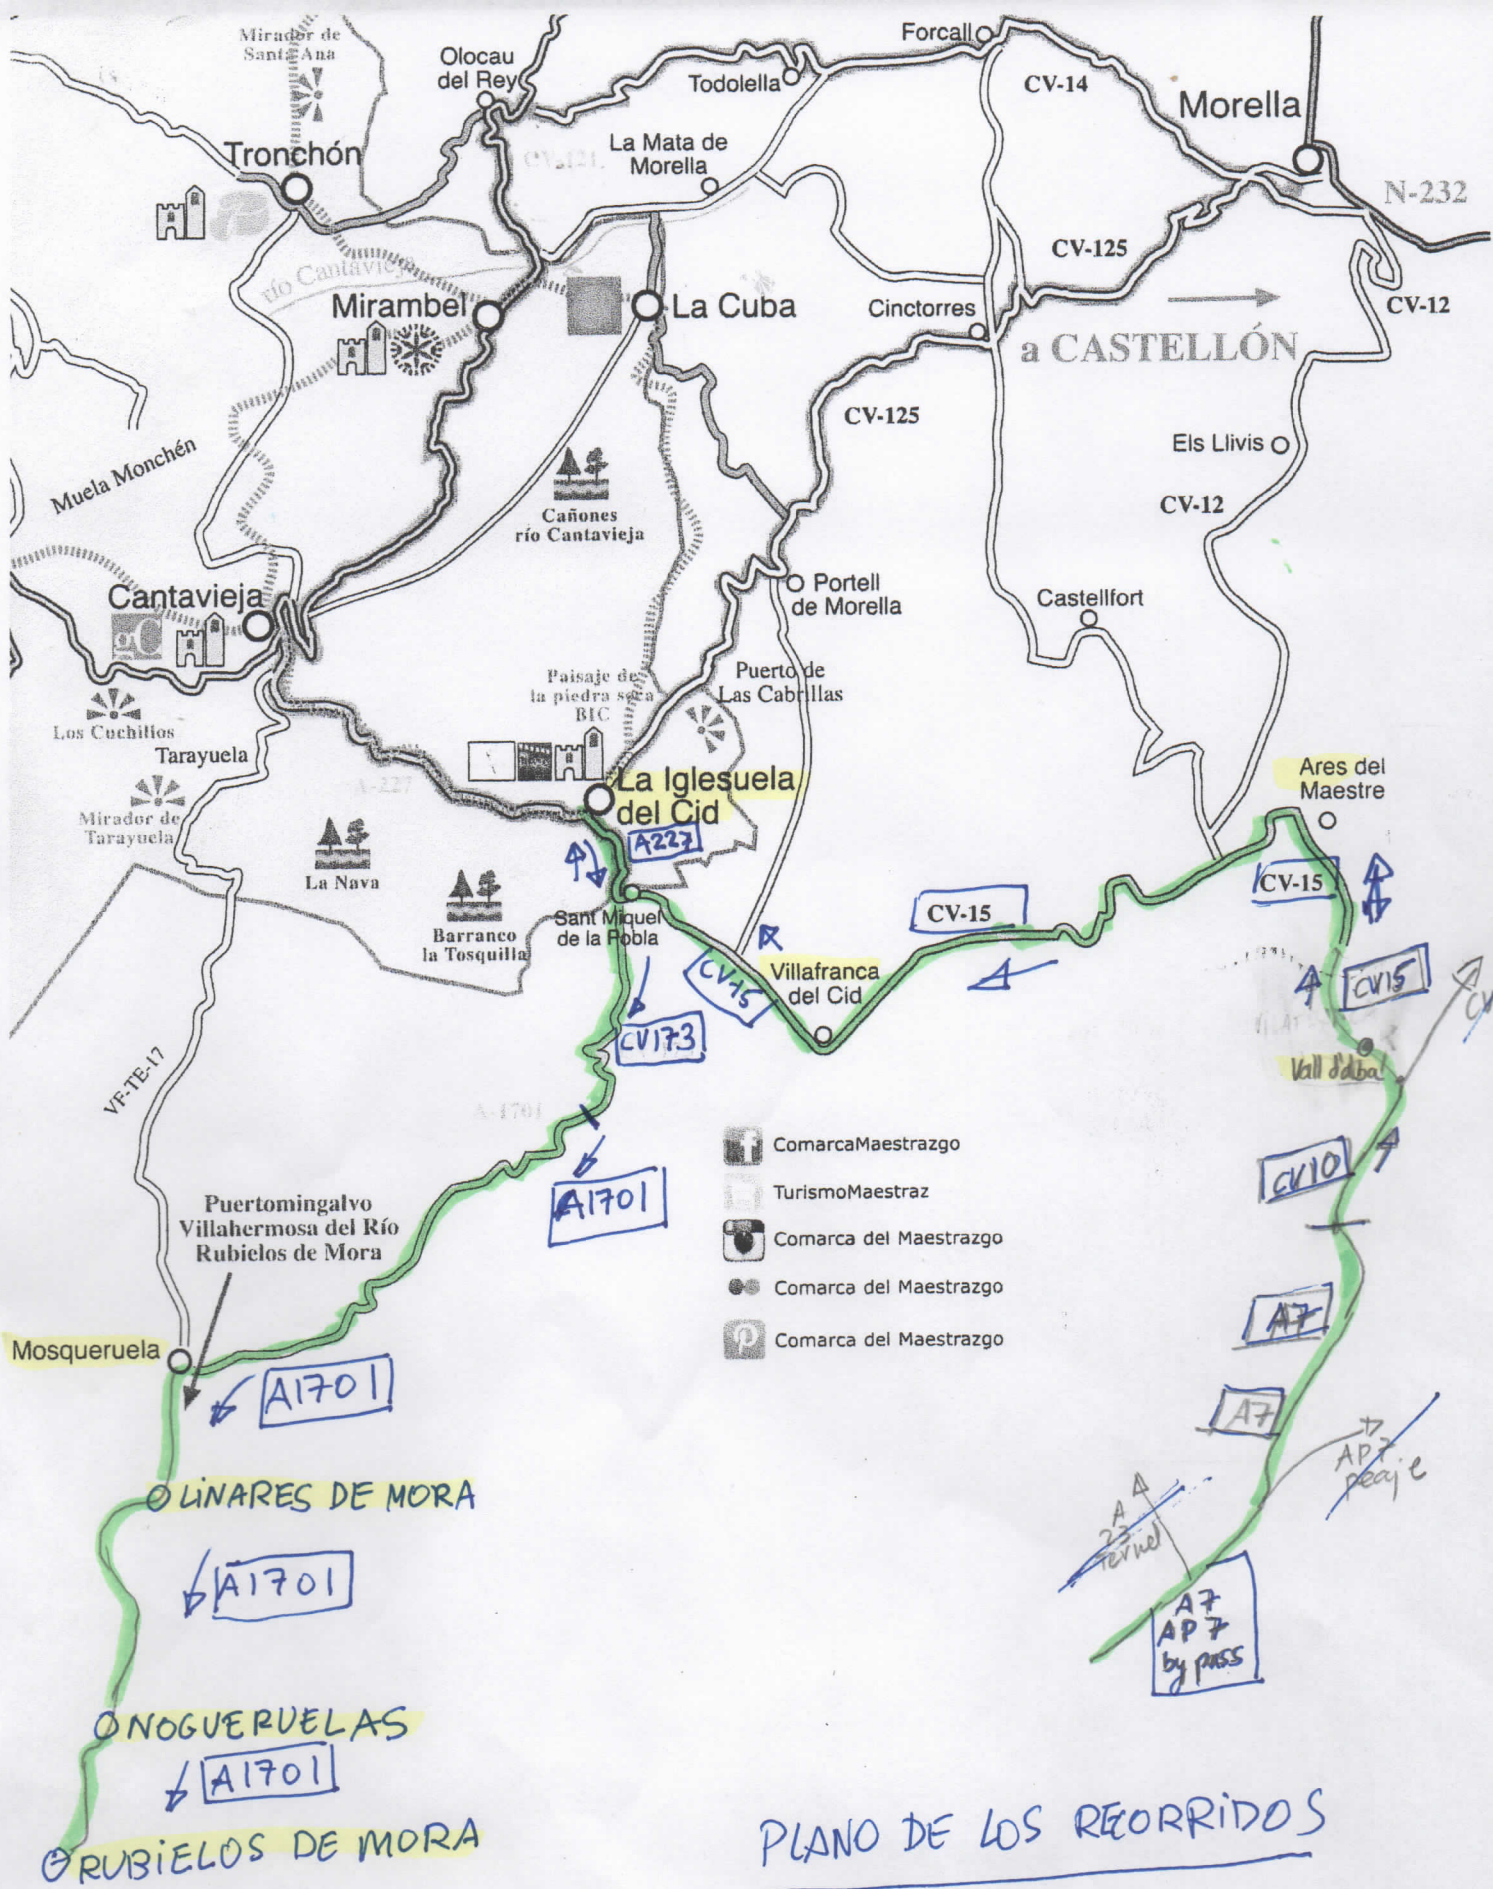 Mirador de
Santa Ana
Olocau
del Rey
Forcall
Todolella
CV-14
Morella
Tronchón
CV-121
La Mata de
Morella
N-232
río Cantavieja
CV-125
Mirambel
La Cuba
Cinctorres
CV-12
a CASTELLÓN
CV-125
Muela Monchén
Els Llivis
Cañones
río Cantavieja
CV-12
Cantavieja
gC
Portell
de Morella
Castellfort
Paisaje de
la piedra seca
BIC
Puerto de
Las Cabrillas
Los Cuchillos
Tarayuela
A-227
La Iglesuela
del Cid
Ares del
Maestre
Mirador de
Tarayuela
A227
La Nava
CV-15
CV-15
Barranco
la Tosquilla
Sant Miquel
de la Pobla
Villafranca
del Cid
CV-15
CV15
CV
CV173
Vall d'alba
VF-TE-17
A-1701
ComarcaMaestrazgo
CV10
A1701
TurismoMaestraz
Puertomingalvo
Villahermosa del Río
Rubielos de Mora
Comarca del Maestrazgo
Comarca del Maestrazgo
A7
Mosqueruela
Comarca del Maestrazgo
A1701
A7
AP7
peaje
LINARES DE MORA
A
23
Teruel
A1701
A7
AP7
by pass
NOGUERUELAS
A1701
PLANO DE LOS RECORRIDOS
RUBIELOS DE MORA